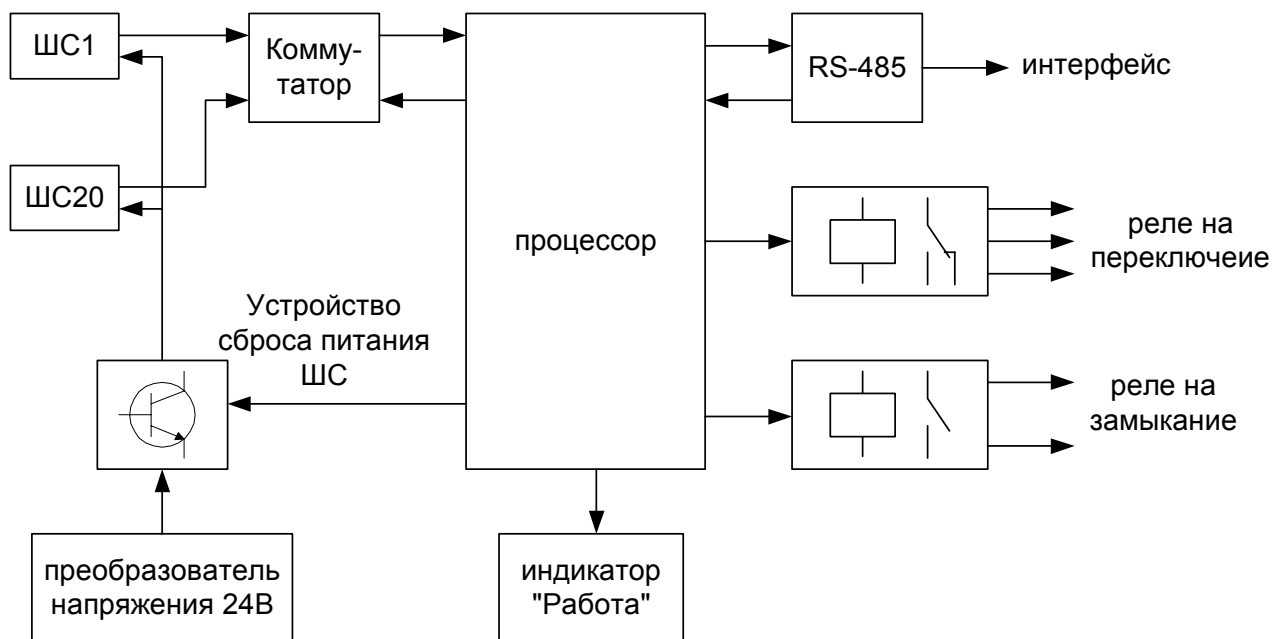 ШС1
Комму-
татор
RS-485
интерфейс
ШС20
процессор
реле на
переключеие
Устройство
сброса питания
ШС
реле на
замыкание
преобразователь
напряжения 24В
индикатор
"Работа"